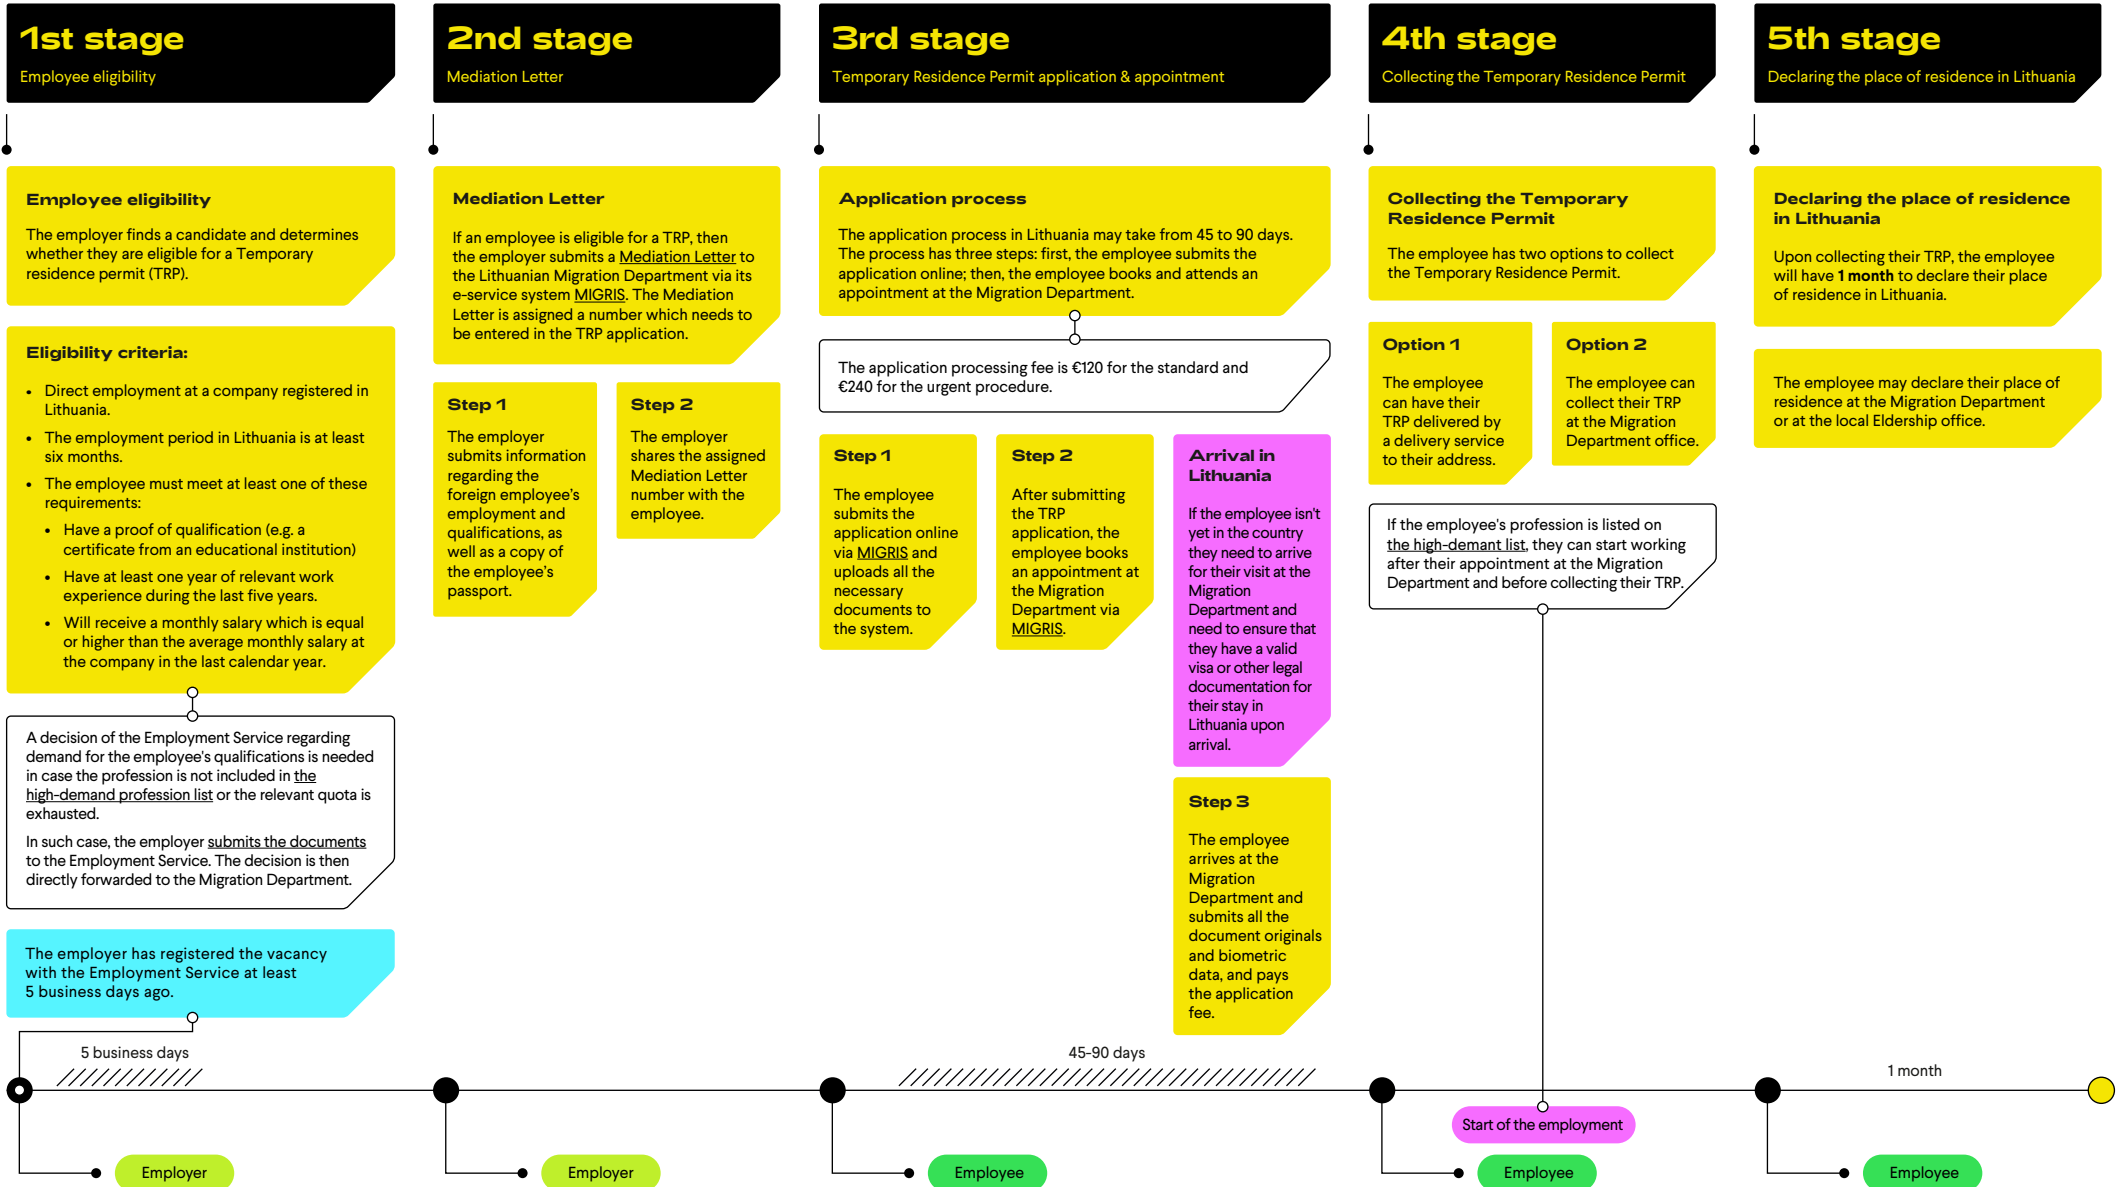 1st stage
Employee eligibility
2nd stage
Mediation Letter
3rd stage
Temporary Residence Permit application & appointment
4th stage
Collecting the Temporary Residence Permit
5th stage
Declaring the place of residence in Lithuania
Employee eligibility
The employer finds a candidate and determines
whether they are eligible for a Temporary
residence permit (TRP).
Eligibility criteria:
• Direct employment at a company registered in
Lithuania.
• The employment period in Lithuania is at least
six months.
• The employee must meet at least one of these
requirements:
• Have a proof of qualification (e.g. a
certificate from an educational institution)
• Have at least one year of relevant work
experience during the last five years.
• Will receive a monthly salary which is equal
or higher than the average monthly salary at
the company in the last calendar year.
A decision of the Employment Service regarding
demand for the employee's qualifications is needed
in case the profession is not included in the
high-demand profession list or the relevant quota is
exhausted.
In such case, the employer submits the documents
to the Employment Service. The decision is then
directly forwarded to the Migration Department.
The employer has registered the vacancy
with the Employment Service at least
5 business days ago.
Mediation Letter
If an employee is eligible for a TRP, then
the employer submits a Mediation Letter to
the Lithuanian Migration Department via its
e-service system MIGRIS. The Mediation
Letter is assigned a number which needs to
be entered in the TRP application.
Step 1
The employer
submits information
regarding the
foreign employee's
employment and
qualifications, as
well as a copy of
the employee's
passport.
Step 2
The employer
shares the assigned
Mediation Letter
number with the
employee.
Application process
The application process in Lithuania may take from 45 to 90 days.
The process has three steps: first, the employee submits the
application online; then, the employee books and attends an
appointment at the Migration Department.
The application processing fee is €120 for the standard and
€240 for the urgent procedure.
Step 1
The employee
submits the
application online
via MIGRIS and
uploads all the
necessary
documents to
the system.
Step 2
After submitting
the TRP
application, the
employee books
an appointment at
the Migration
Department via
MIGRIS.
Arrival in
Lithuania
If the employee isn't
yet in the country
they need to arrive
for their visit at the
Migration
Department and
need to ensure that
they have a valid
visa or other legal
documentation for
their stay in
Lithuania upon
arrival.
Step 3
The employee
arrives at the
Migration
Department and
submits all the
document originals
and biometric
data, and pays
the application
fee.
Collecting the Temporary
Residence Permit
The employee has two options to collect
the Temporary Residence Permit.
Option 1
The employee
can have their
TRP delivered by
a delivery service
to their address.
Option 2
The employee can
collect their TRP
at the Migration
Department office.
If the employee's profession is listed on
the high-demant list, they can start working
after their appointment at the Migration
Department and before collecting their TRP.
Declaring the place of residence
in Lithuania
Upon collecting their TRP, the employee
will have 1 month to declare their place
of residence in Lithuania.
The employee may declare their place of
residence at the Migration Department
or at the local Eldership office.
5 business days
45-90 days
1 month
Start of the employment
Employer
Employer
Employee
Employee
Employee